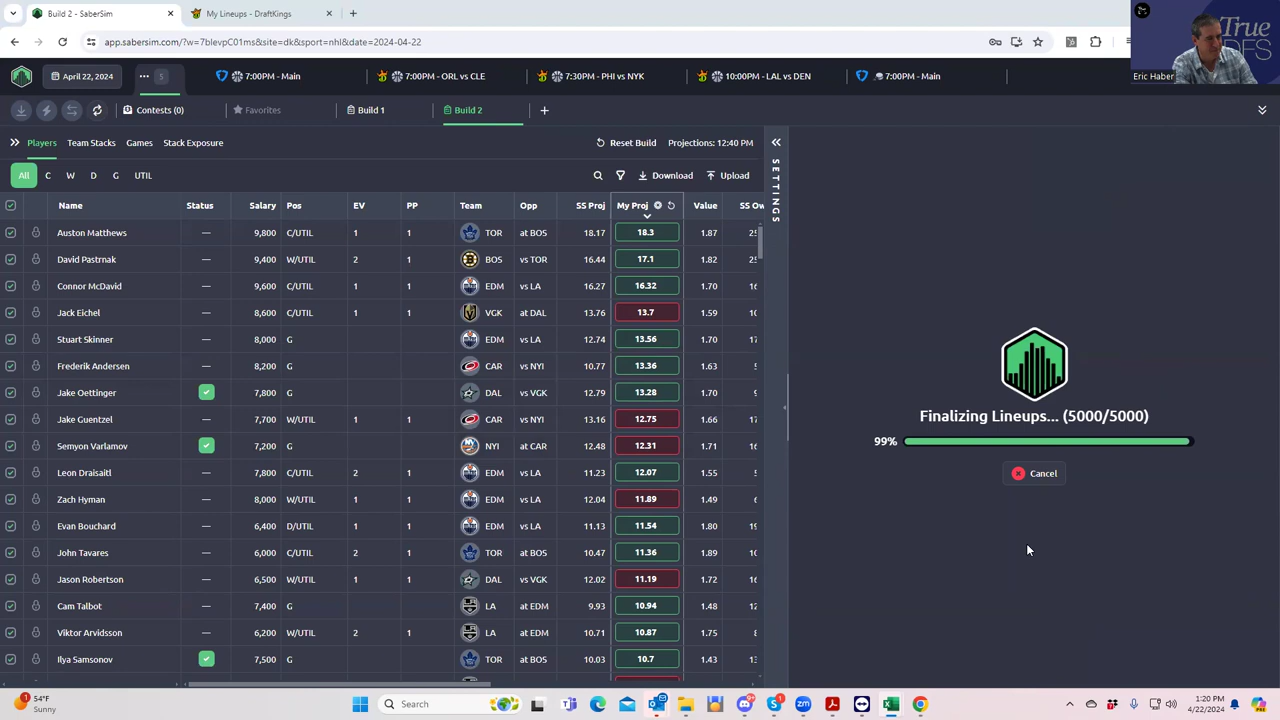 Build 2 - SaberSim
My Lineups - DraftKings
app.sabersim.com/?w=7blevpC01ms&site=dk&sport=nhl&date=2024-04-22
True
DFS
Eric Haber
April 22, 2024
5
7:00PM - Main
7:00PM - ORL vs CLE
7:30PM - PHI vs NYK
10:00PM - LAL vs DEN
7:00PM - Main
Contests (0)
Favorites
Build 1
Build 2
Players Team Stacks Games Stack Exposure
Reset Build
Projections: 12:40 PM
All C W D G UTIL
Download
Upload
SETTINGS
Name Status Salary Pos EV PP Team Opp SS Proj My Proj Value SS Ow
Auston Matthews — 9,800 C/UTIL 1 1 TOR at BOS 18.17 18.3 1.87 25
David Pastrnak — 9,400 W/UTIL 2 1 BOS vs TOR 16.44 17.1 1.82 25
Connor McDavid — 9,600 C/UTIL 1 1 EDM vs LA 16.27 16.32 1.70 16
Jack Eichel — 8,600 C/UTIL 1 1 VGK at DAL 13.76 13.7 1.59 10
Stuart Skinner — 8,000 G EDM vs LA 12.74 13.56 1.70 17
Frederik Andersen — 8,200 G CAR vs NYI 10.77 13.36 1.63 5
Jake Oettinger 7,800 G DAL vs VGK 12.79 13.28 1.70 9
Jake Guentzel — 7,700 W/UTIL 1 1 CAR vs NYI 13.16 12.75 1.66 16
Semyon Varlamov 7,200 G NYI at CAR 12.48 12.31 1.71 16
Leon Draisaitl — 7,800 C/UTIL 2 1 EDM vs LA 11.23 12.07 1.55 5
Zach Hyman — 8,000 W/UTIL 1 1 EDM vs LA 12.04 11.89 1.49 6
Evan Bouchard — 6,400 D/UTIL 1 1 EDM vs LA 11.13 11.54 1.80 19
John Tavares — 6,000 C/UTIL 2 1 TOR at BOS 10.47 11.36 1.89 10
Jason Robertson — 6,500 W/UTIL 1 1 DAL vs VGK 12.02 11.19 1.72 16
Cam Talbot — 7,400 G LA at EDM 9.93 10.94 1.48 12
Viktor Arvidsson — 6,200 W/UTIL 2 1 LA at EDM 10.71 10.87 1.75 8
Ilya Samsonov 7,500 G TOR at BOS 10.03 10.7 1.43 13
Finalizing Lineups... (5000/5000)
99%
Cancel
54°F
Sunny
Search
1:20 PM
4/22/2024